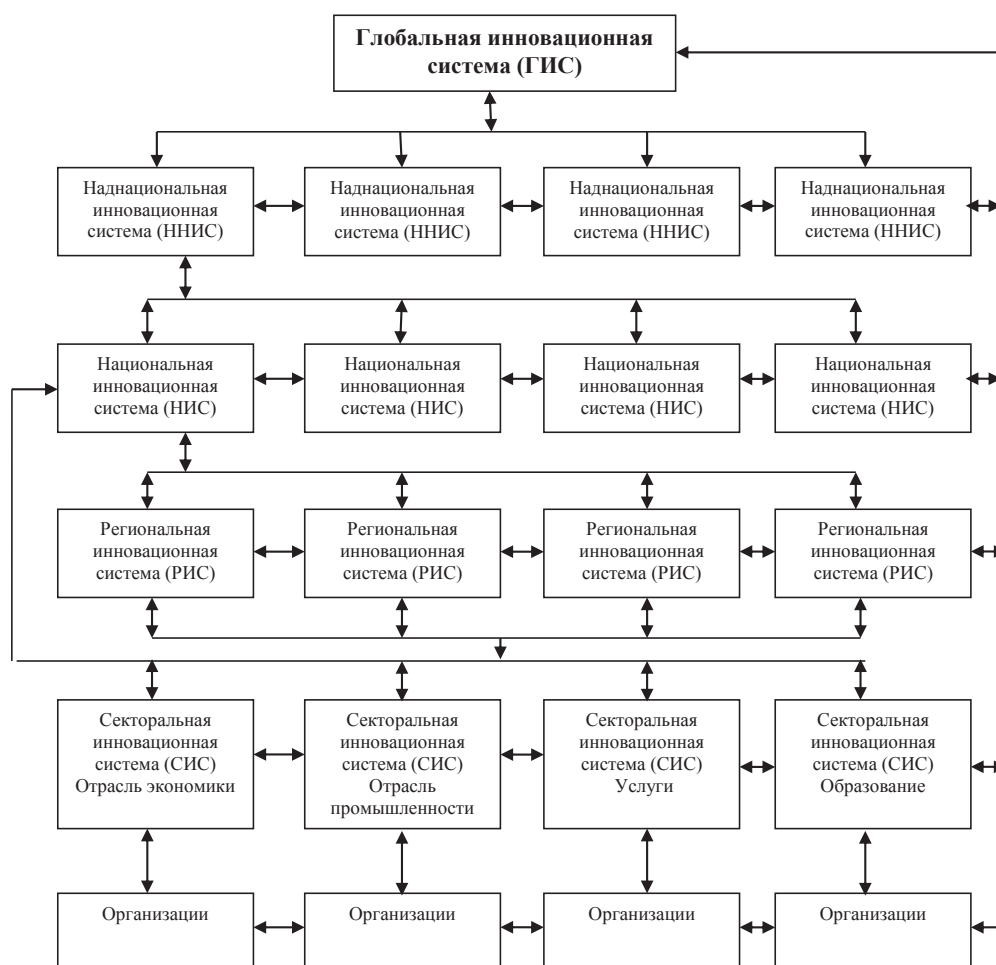 Глобальная инновационная
система (ГИС)
Наднациональная
инновационная
система (ННИС)
Наднациональная
инновационная
система (ННИС)
Наднациональная
инновационная
система (ННИС)
Наднациональная
инновационная
система (ННИС)
Национальная
инновационная
система (НИС)
Национальная
инновационная
система (НИС)
Национальная
инновационная
система (НИС)
Национальная
инновационная
система (НИС)
Региональная
инновационная
система (РИС)
Региональная
инновационная
система (РИС)
Региональная
инновационная
система (РИС)
Региональная
инновационная
система (РИС)
Секторальная
инновационная
система (СИС)
Отрасль экономики
Секторальная
инновационная
система (СИС)
Отрасль
промышленности
Секторальная
инновационная
система (СИС)
Услуги
Секторальная
инновационная
система (СИС)
Образование
Организации
Организации
Организации
Организации